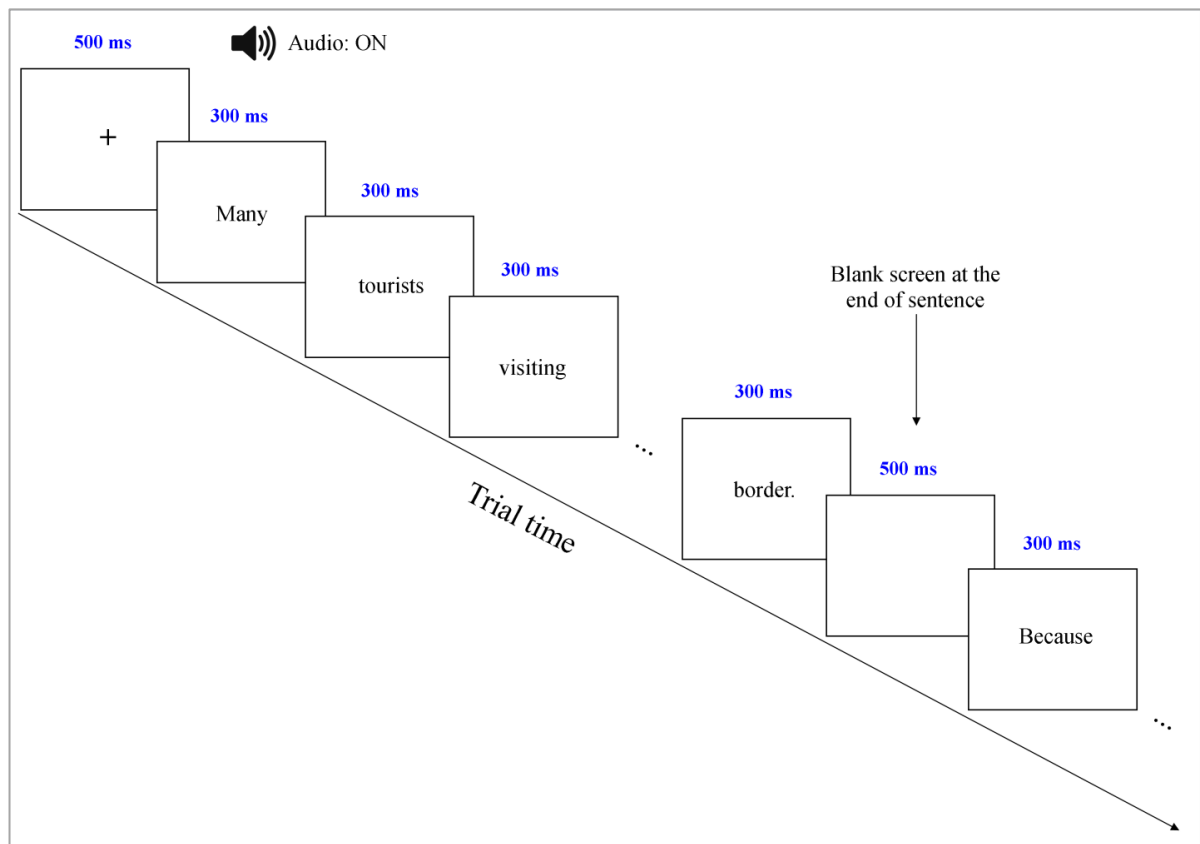 500 ms
Audio: ON
+
300 ms
Many
300 ms
tourists
300 ms
visiting
...
300 ms
border.
Blank screen at the
end of sentence
500 ms
300 ms
Because
...
Trial time